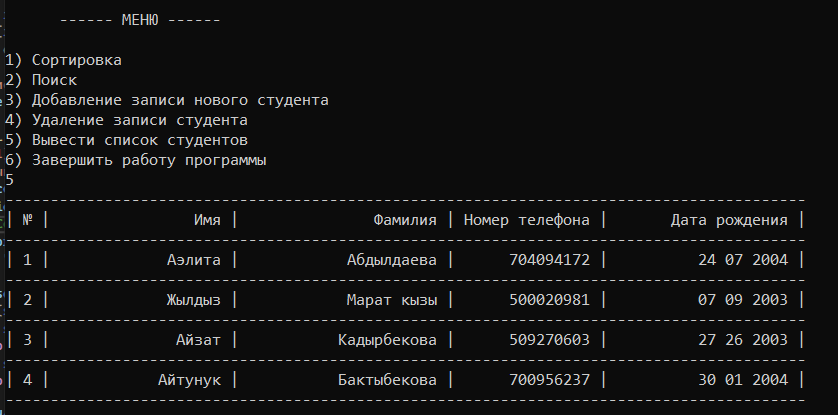 ------ МЕНЮ ------
1) Сортировка
2) Поиск
3) Добавление записи нового студента
4) Удаление записи студента
5) Вывести список студентов
6) Завершить работу программы
5
| № | Имя | Фамилия | Номер телефона | Дата рождения |
| 1 | Аэлита | Абдылдаева | 704094172 | 24 07 2004 |
| 2 | Жылдыз | Марат кызы | 500020981 | 07 09 2003 |
| 3 | Айзат | Кадырбекова | 509270603 | 27 26 2003 |
| 4 | Айтунук | Бактыбекова | 700956237 | 30 01 2004 |